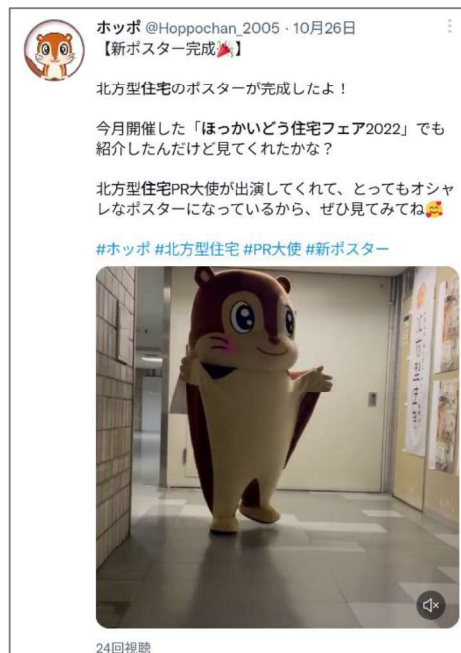 ホッポ @Hoppochan_2005 · 10月26日
【新ポスター完成🎉】
北方型住宅のポスターが完成したよ！
今月開催した「ほっかいどう住宅フェア2022」でも
紹介したんだけど見てくれたかな？
北方型住宅PR大使が出演してくれて、とってもオシャ
レなポスターになっているから、ぜひ見てみてね🥰
#ホッポ #北方型住宅 #PR大使 #新ポスター
24回視聴